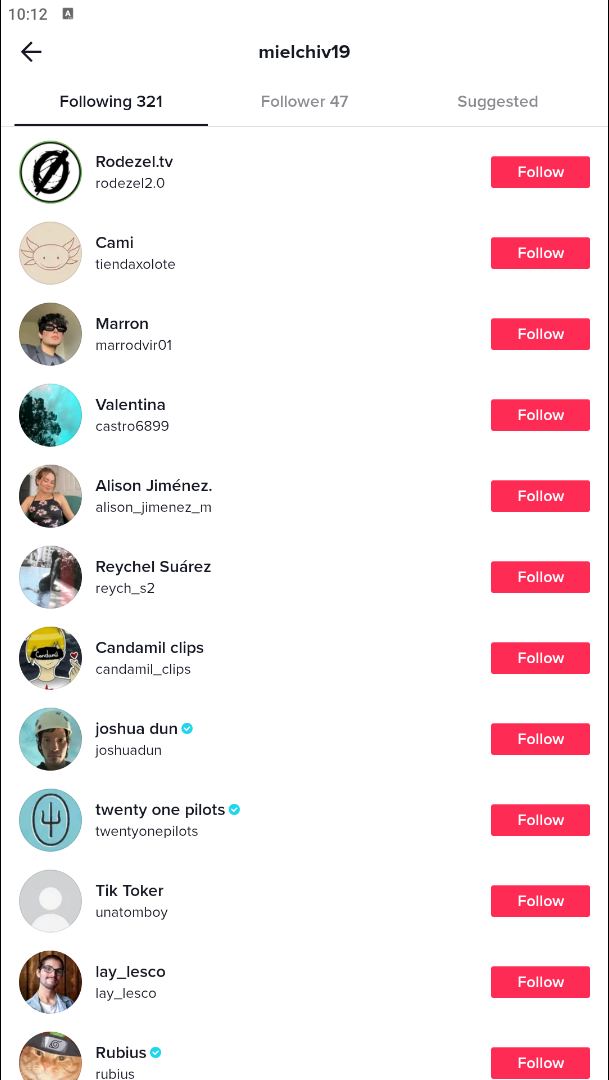 10:12 A
mielchiv19
Following 321 Follower 47 Suggested
Rodezel.tv
rodezel2.0
Follow
Cami
tiendaxolote
Follow
Marron
marrodvir01
Follow
Valentina
castro6899
Follow
Alison Jiménez.
alison_jimenez_m
Follow
Reychel Suárez
reych_s2
Follow
Candamil clips
candamil_clips
Follow
joshua dun
joshuadun
Follow
twenty one pilots
twentyonepilots
Follow
Tik Toker
unatomboy
Follow
lay_lesco
lay_lesco
Follow
Rubius
rubius
Follow